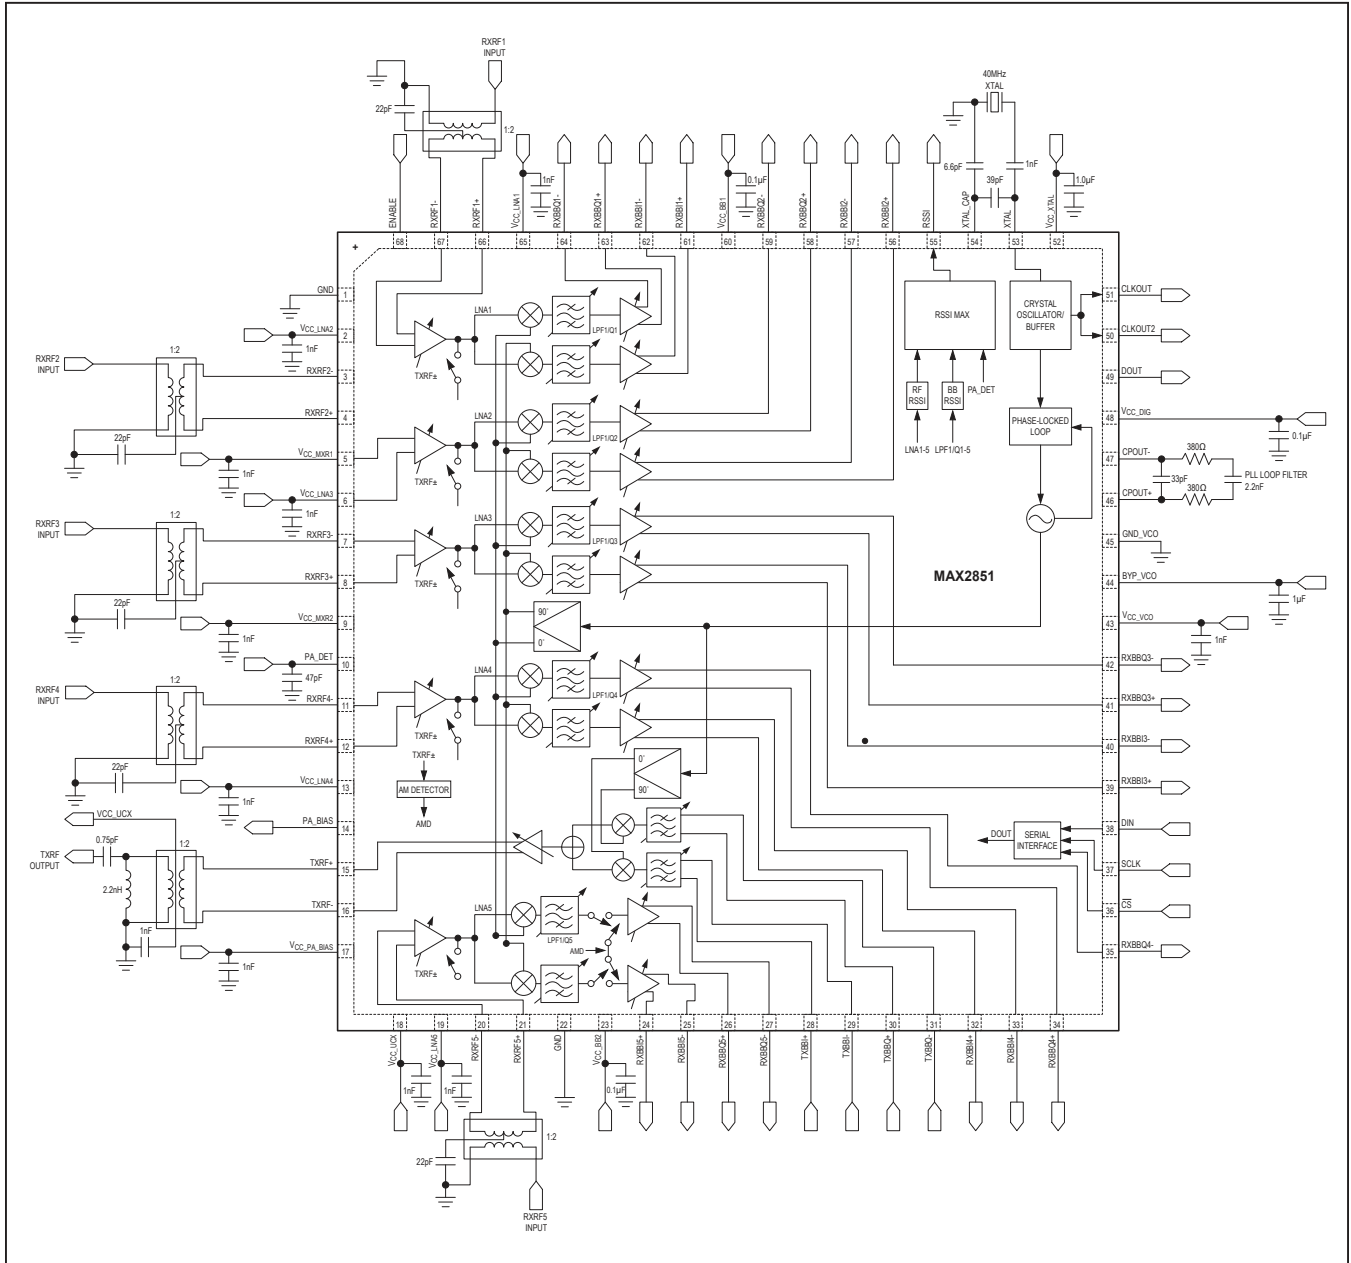 RXRF1
INPUT
40MHz
XTAL
22pF
1:2
1nF
0.1µF
6.6pF
39pF
1nF
1.0µF
ENABLE
RXRF1-
RXRF1+
VCC_LNA1
RXBBQ1-
RXBBQ1+
RXBBI1-
RXBBI1+
VCC_BB1
RXBBQ2-
RXBBQ2+
RXBBI2-
RXBBI2+
RSSI
XTAL_CAP
XTAL
VCC_XTAL
68 67 66 65 64 63 62 61 60 59 58 57 56 55 54 53 52
+
GND
1
VCC_LNA2
2
1nF
RXRF2
INPUT
1:2
RXRF2-
3
RXRF2+
4
22pF
VCC_MXR1
5
1nF
VCC_LNA3
6
1nF
RXRF3
INPUT
1:2
RXRF3-
7
RXRF3+
8
22pF
VCC_MXR2
9
1nF
PA_DET
10
47pF
RXRF4
INPUT
1:2
RXRF4-
11
RXRF4+
12
22pF
VCC_LNA4
13
1nF
VCC_UCX
PA_BIAS
14
0.75pF
1:2
TXRF
OUTPUT
TXRF+
15
2.2nH
TXRF-
16
1nF
VCC_PA_BIAS
17
1nF
LNA1
LPF1/Q1
TXRF±
LNA2
LPF1/Q2
TXRF±
LNA3
LPF1/Q3
TXRF±
90˚
0˚
LNA4
LPF1/Q4
TXRF±
TXRF±
AM DETECTOR
AMD
0˚
90˚
LNA5
LPF1/Q5
AMD
TXRF±
RSSI MAX
RF
RSSI
BB
RSSI
PA_DET
LNA1-5
LPF1/Q1-5
CRYSTAL
OSCILLATOR/
BUFFER
PHASE-LOCKED
LOOP
MAX2851
DOUT
SERIAL
INTERFACE
51
CLKOUT
50
CLKOUT2
49
DOUT
48
VCC_DIG
0.1µF
47
CPOUT-
380Ω
33pF
PLL LOOP FILTER
2.2nF
380Ω
46
CPOUT+
45
GND_VCO
44
BYP_VCO
1µF
43
VCC_VCO
1nF
42
RXBBQ3-
41
RXBBQ3+
40
RXBBI3-
39
RXBBI3+
38
DIN
37
SCLK
36
CS
35
RXBBQ4-
18 19 20 21 22 23 24 25 26 27 28 29 30 31 32 33 34
VCC_UCX
VCC_LNA5
RXRF5-
RXRF5+
GND
VCC_BB2
RXBBI5+
RXBBI5-
RXBBQ5+
RXBBQ5-
TXBBI+
TXBBI-
TXBBQ+
TXBBQ-
RXBBI4+
RXBBI4-
RXBBQ4+
1nF
1nF
0.1µF
1:2
22pF
RXRF5
INPUT